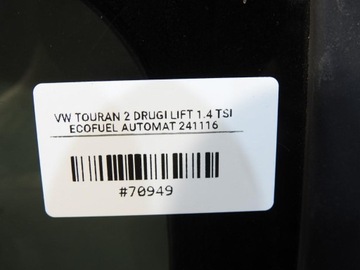 VW TOURAN 2 DRUGI LIFT 1.4 TSI
ECOFUEL AUTOMAT 241116
#70949